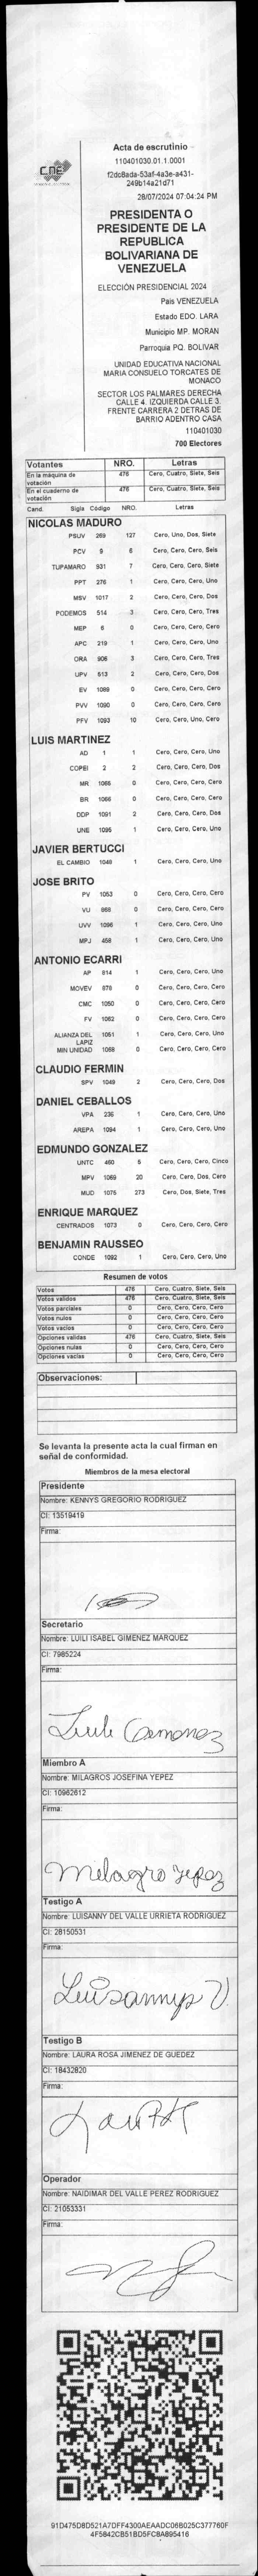 CNE
Acta de escrutinio
110401030.01.1.0001
f2dc8ada-53af-4a3e-a431-
249b14a21d71
28/07/2024 07:04:24 PM
PRESIDENTA O
PRESIDENTE DE LA
REPUBLICA
BOLIVARIANA DE
VENEZUELA
ELECCIÓN PRESIDENCIAL 2024
Pais VENEZUELA
Estado EDO. LARA
Municipio MP. MORAN
Parroquia PQ. BOLIVAR
UNIDAD EDUCATIVA NACIONAL
MARIA CONSUELO TORCATES DE
MONACO
SECTOR LOS PALMARES DERECHA
CALLE 4. IZQUIERDA CALLE 3.
FRENTE CARRERA 2 DETRAS DE
BARRIO ADENTRO CASA
110401030
700 Electores
Votantes NRO. Letras
En la máquina de votación 476 Cero, Cuatro, Siete, Seis
En el cuaderno de votación 476 Cero, Cuatro, Siete, Seis
Cand. Sigla Codigo NRO. Letras
NICOLAS MADURO
PSUV 269 127 Cero, Uno, Dos, Siete
PCV 9 6 Cero, Cero, Cero, Seis
TUPAMARO 531 7 Cero, Cero, Cero, Siete
PPT 276 1 Cero, Cero, Cero, Uno
MSV 1017 2 Cero, Cero, Cero, Dos
PODEMOS 514 3 Cero, Cero, Cero, Tres
MEP 6 0 Cero, Cero, Cero, Cero
APC 219 1 Cero, Cero, Cero, Uno
ORA 906 3 Cero, Cero, Cero, Tres
UPV 613 2 Cero, Cero, Cero, Dos
EV 1089 0 Cero, Cero, Cero, Cero
PVV 1090 0 Cero, Cero, Cero, Cero
PFV 1093 10 Cero, Cero, Uno, Cero
LUIS MARTINEZ
AD 1 1 Cero, Cero, Cero, Uno
COPEI 2 2 Cero, Cero, Cero, Dos
MR 1065 0 Cero, Cero, Cero, Cero
BR 1066 0 Cero, Cero, Cero, Cero
DDP 1091 2 Cero, Cero, Cero, Dos
UNE 1095 1 Cero, Cero, Cero, Uno
JAVIER BERTUCCI
EL CAMBIO 1048 1 Cero, Cero, Cero, Uno
JOSE BRITO
PV 1053 0 Cero, Cero, Cero, Cero
VU 868 0 Cero, Cero, Cero, Cero
UVV 1096 1 Cero, Cero, Cero, Uno
MPJ 458 1 Cero, Cero, Cero, Uno
ANTONIO ECARRI
AP 814 1 Cero, Cero, Cero, Uno
MOVEV 878 0 Cero, Cero, Cero, Cero
CMC 1050 0 Cero, Cero, Cero, Cero
FV 1062 0 Cero, Cero, Cero, Cero
ALIANZA DEL LAPIZ 1051 1 Cero, Cero, Cero, Uno
MIN UNIDAD 1068 0 Cero, Cero, Cero, Cero
CLAUDIO FERMIN
SPV 1049 2 Cero, Cero, Cero, Dos
DANIEL CEBALLOS
VPA 236 1 Cero, Cero, Cero, Uno
AREPA 1094 1 Cero, Cero, Cero, Uno
EDMUNDO GONZALEZ
UNTC 460 5 Cero, Cero, Cero, Cinco
MPV 1069 20 Cero, Cero, Dos, Cero
MUD 1075 273 Cero, Dos, Siete, Tres
ENRIQUE MARQUEZ
CENTRADOS 1073 0 Cero, Cero, Cero, Cero
BENJAMIN RAUSSEO
CONDE 1092 1 Cero, Cero, Cero, Uno
Resumen de votos
Votos 476 Cero, Cuatro, Siete, Seis
Votos validos 476 Cero, Cuatro, Siete, Seis
Votos parciales 0 Cero, Cero, Cero, Cero
Votos nulos 0 Cero, Cero, Cero, Cero
Votos vacios 0 Cero, Cero, Cero, Cero
Opciones validas 476 Cero, Cuatro, Siete, Seis
Opciones nulas 0 Cero, Cero, Cero, Cero
Opciones vacias 0 Cero, Cero, Cero, Cero
Observaciones:
Se levanta la presente acta la cual firman en
señal de conformidad.
Miembros de la mesa electoral
Presidente
Nombre: KENNYS GREGORIO RODRIGUEZ
CI: 13519419
Firma:
Secretario
Nombre: LUILI ISABEL GIMENEZ MARQUEZ
CI: 7985224
Firma:
Miembro A
Nombre: MILAGROS JOSEFINA YEPEZ
CI: 10962612
Firma:
Milagro Yepez
Testigo A
Nombre: LUISANNY DEL VALLE URRIETA RODRIGUEZ
CI: 28150531
Firma:
Luisannys U.
Testigo B
Nombre: LAURA ROSA JIMENEZ DE GUEDEZ
CI: 18432820
Firma:
Operador
Nombre: NAIDIMAR DEL VALLE PEREZ RODRIGUEZ
CI: 21053331
Firma:
91D475D8D521A7DFF4300AEAADC06B025C377760F
4F5842CB51BD5FC8A895416